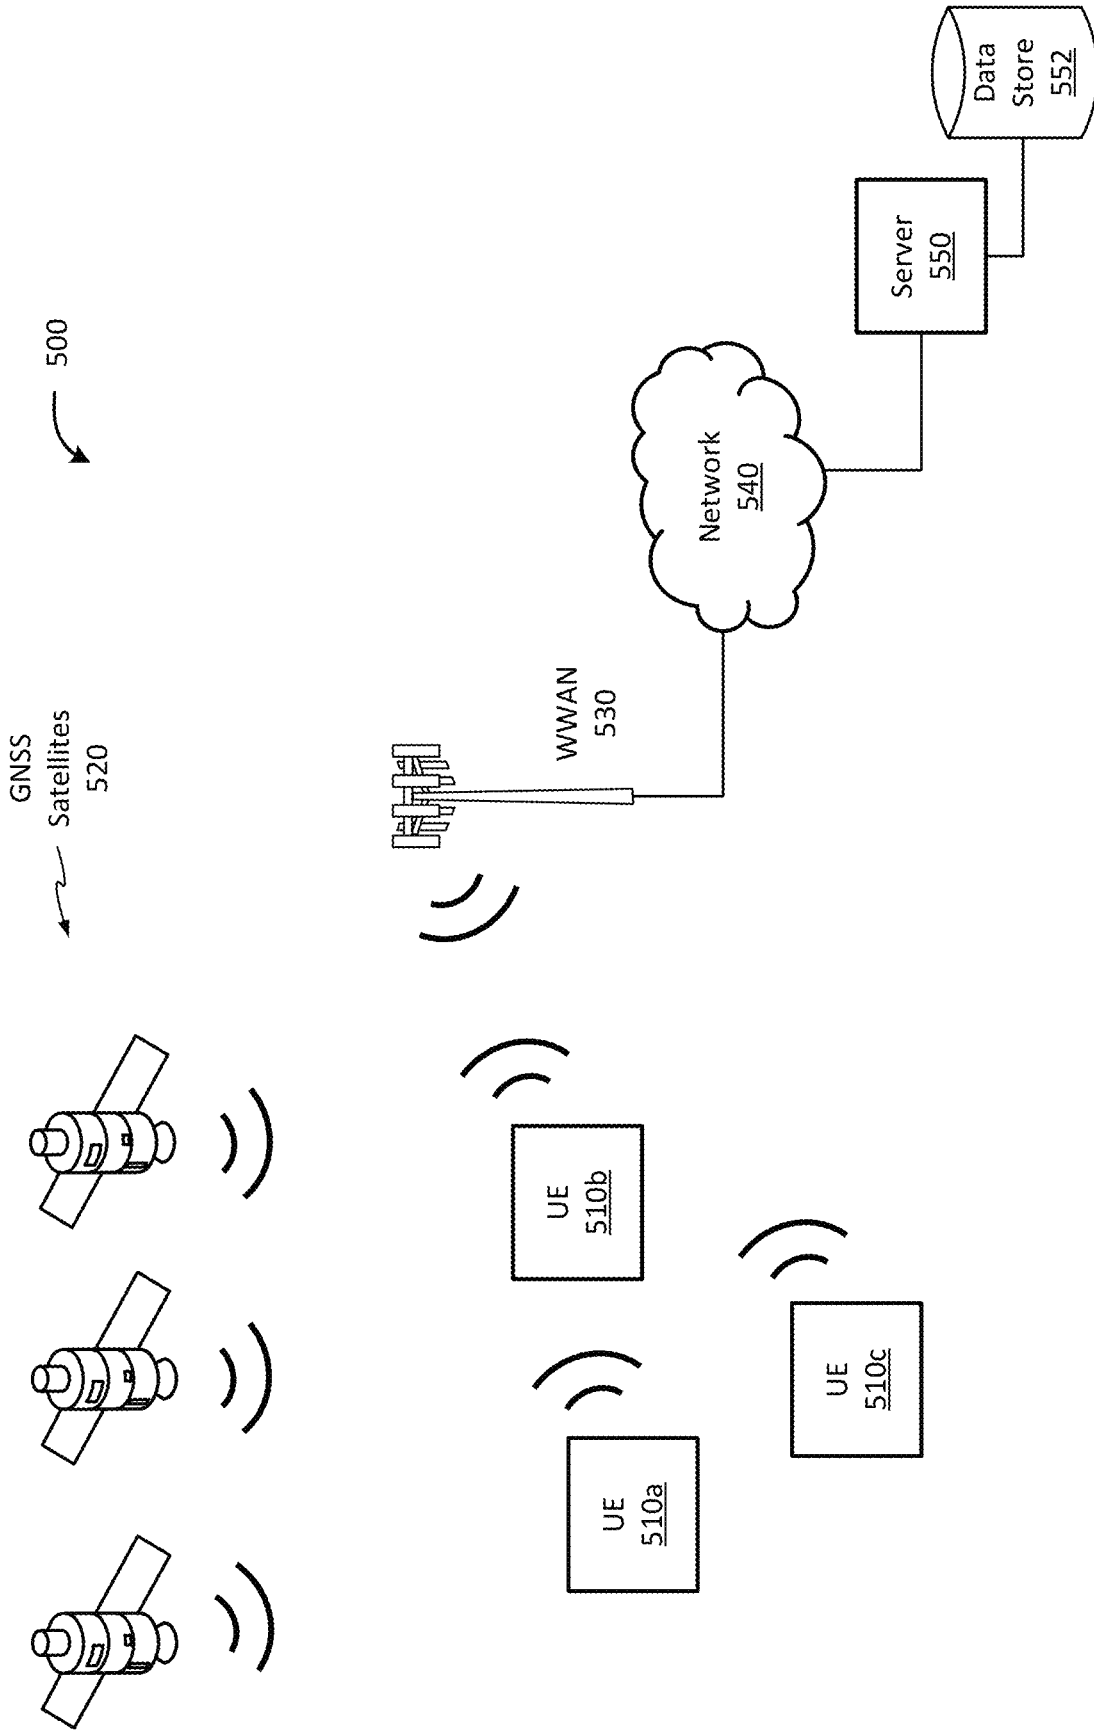 500
GNSS
Satellites
520
WWAN
530
UE
510b
UE
510a
UE
510c
Network
540
Server
550
Data
Store
552